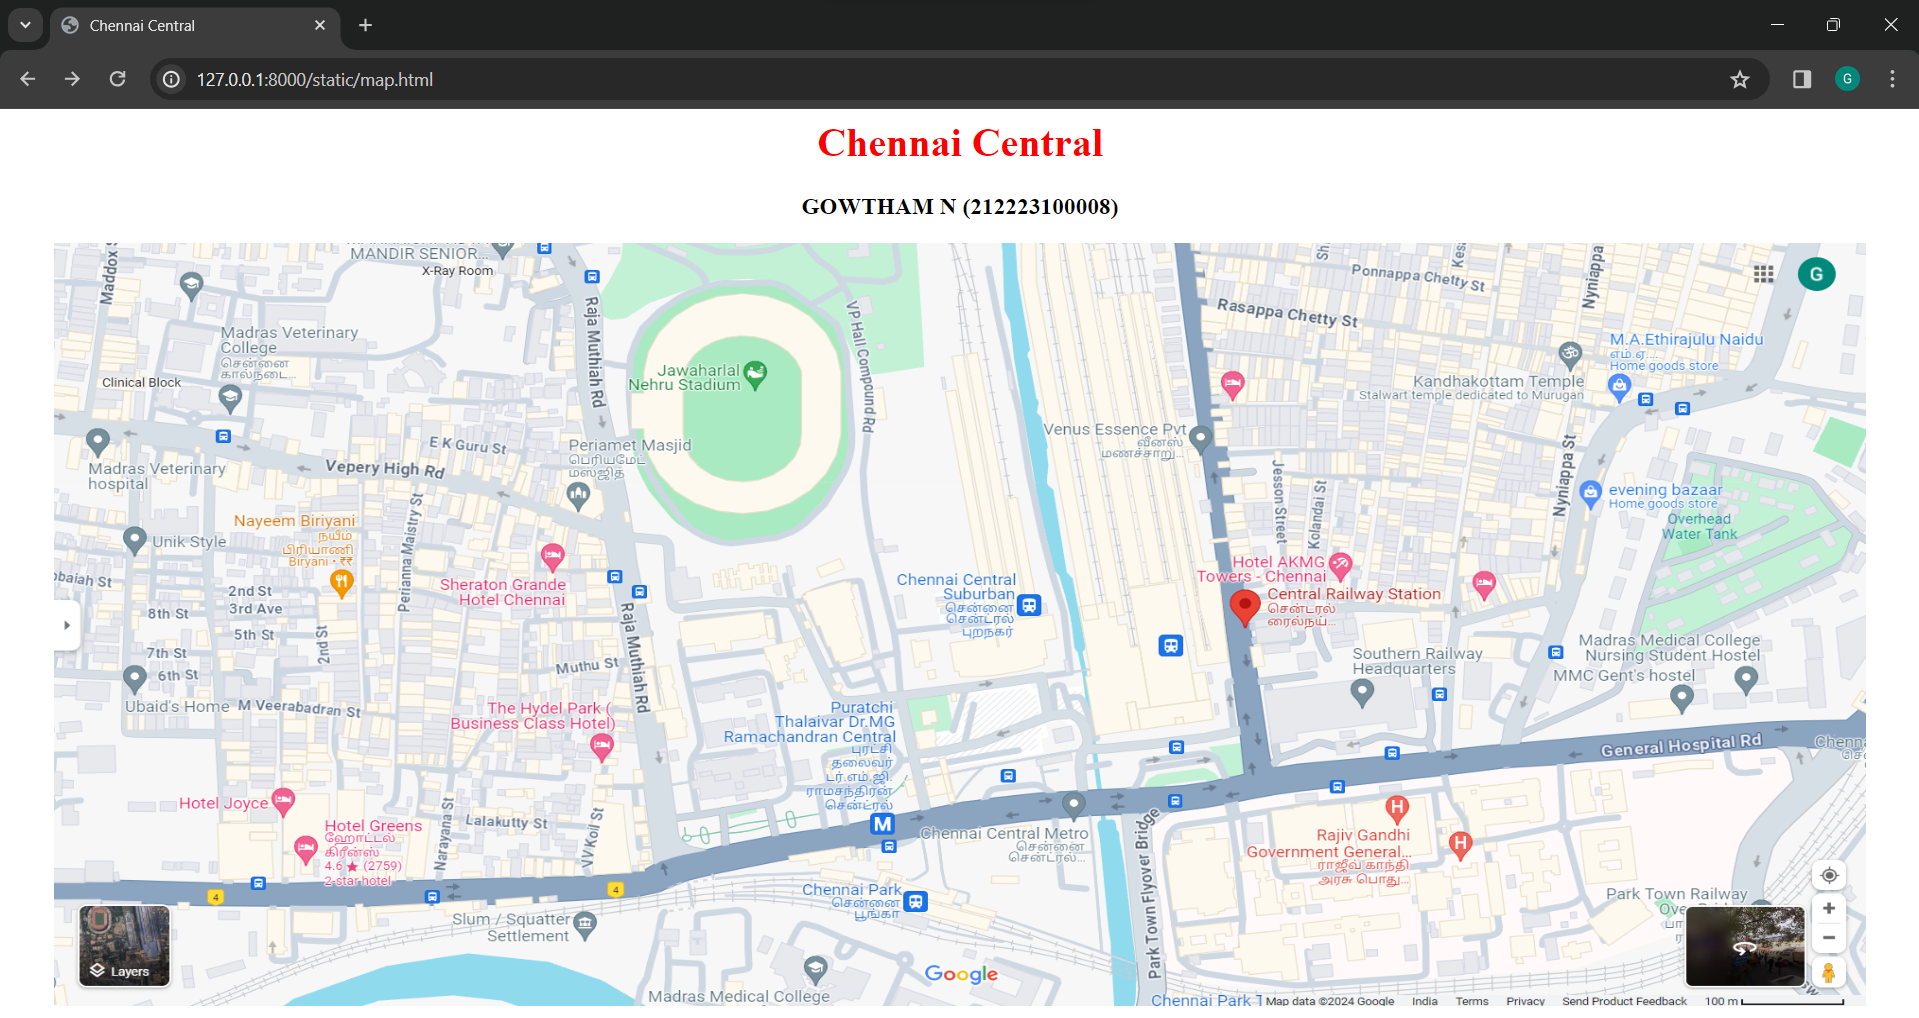 Chennai Central
127.0.0.1:8000/static/map.html
G
Chennai Central
GOWTHAM N (212223100008)
MANDIR SENIOR...
X-Ray Room
Maddox
Madras Veterinary
College
சென்னை
கால்நடை...
Clinical Block
Raja Muthiah Rd
VP Hall Compound Rd
Jawaharlal
Nehru Stadium
Ponnappa Chetty St
Rasappa Chetty St
Nyniappa
G
M.A.Ethirajulu Naidu
எம்.ஏ....
Home goods store
Kandhakottam Temple
Stalwart temple dedicated to Murugan
Venus Essence Pvt
வீனஸ்
மணச்சாறு...
E K Guru St
Periamet Masjid
பெரியமேட்
மஸ்ஜித்
Vepery High Rd
Madras Veterinary
hospital
Jesson Street
Kolandai St
Nyniappa St
evening bazaar
Home goods store
Overhead
Water Tank
Nayeem Biriyani
நயீம்
பிரியாணி
Biryani · ₹₹
Unik Style
Perianna Maistry St
Sheraton Grande
Hotel Chennai
2nd St
3rd Ave
8th St
5th St
2nd St
7th St
6th St
Raja Muthiah Rd
Muthu St
Chennai Central
Suburban
சென்னை
சென்ட்ரல்
புறநகர்
Hotel AKMG
Towers - Chennai
Central Railway Station
சென்டரல்
ரைல்நய்...
Southern Railway
Headquarters
Madras Medical College
Nursing Student Hostel
MMC Gent's hostel
Ubaid's Home
M Veerabadran St
The Hydel Park (
Business Class Hotel)
Puratchi
Thalaivar Dr.MG
Ramachandran Central
புரட்சி
தலைவர்
டர்.எம்.ஜி.
ராமசந்திரன்
சென்ட்ரல்
General Hospital Rd
Hotel Joyce
Hotel Greens
ஹோட்டல்
கிரீன்ஸ்
4.6 ★ (2759)
2-star hotel
Narayana St
Lalakutty St
VV Koil St
M
Chennai Central Metro
சென்னை
சென்ட்ரல்...
Park Town Flyover Bridge
Rajiv Gandhi
Government General...
ராஜீவ் காந்தி
அரசு பொது...
H
H
4
4
Chennai Park
சென்னை
பூங்கா
Slum / Squatter
Settlement
Park Town Railway
Layers
Google
Madras Medical College
Chennai Park T
Map data ©2024 Google
India
Terms
Privacy
Send Product Feedback
100 m